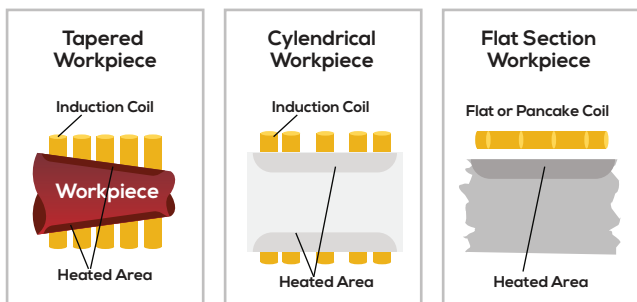 Tapered
Workpiece
Induction Coil
Workpiece
Heated Area
Cylendrical
Workpiece
Induction Coil
Heated Area
Flat Section
Workpiece
Flat or Pancake Coil
Heated Area